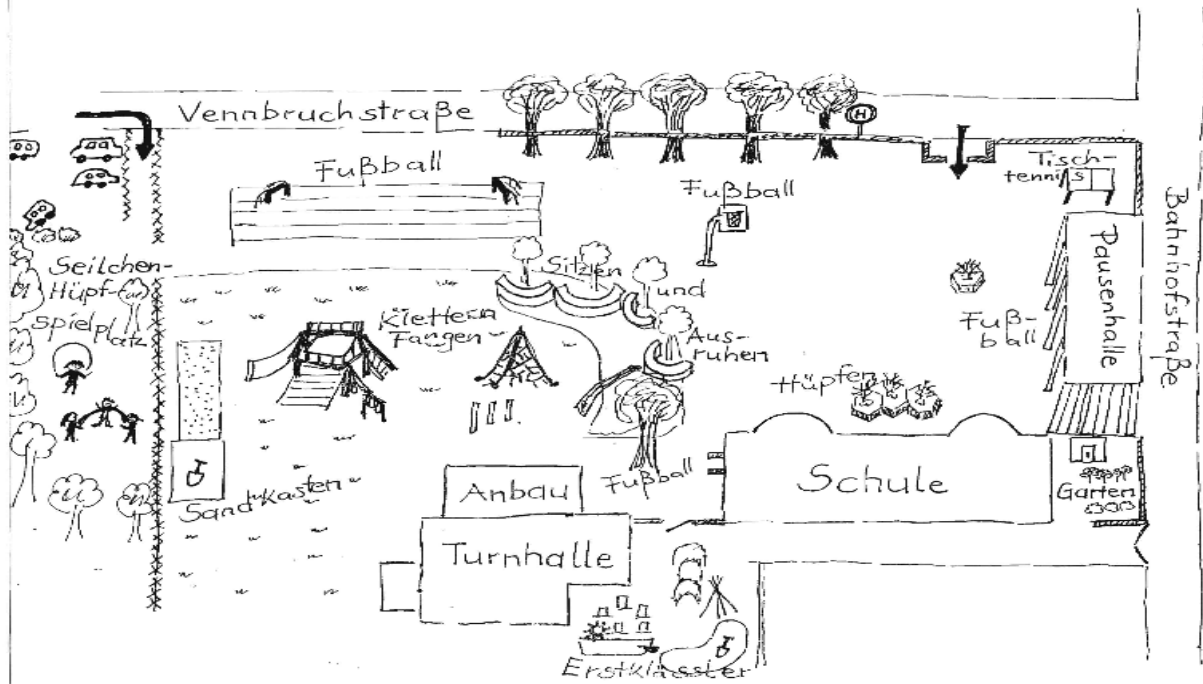 Vennbruchstraße
H
Fußball
Fußball
Tisch-
tennis
Bahnhofstraße
Seilchen-
Hüpf-
spielplatz
Sitzen
und
Aus-
ruhen
Klettern
Fangen
Fuß-
ball
Pausenhalle
Hüpfen
Sandkasten
Anbau
Fußball
Schule
Garten
Turnhalle
Erstklässler